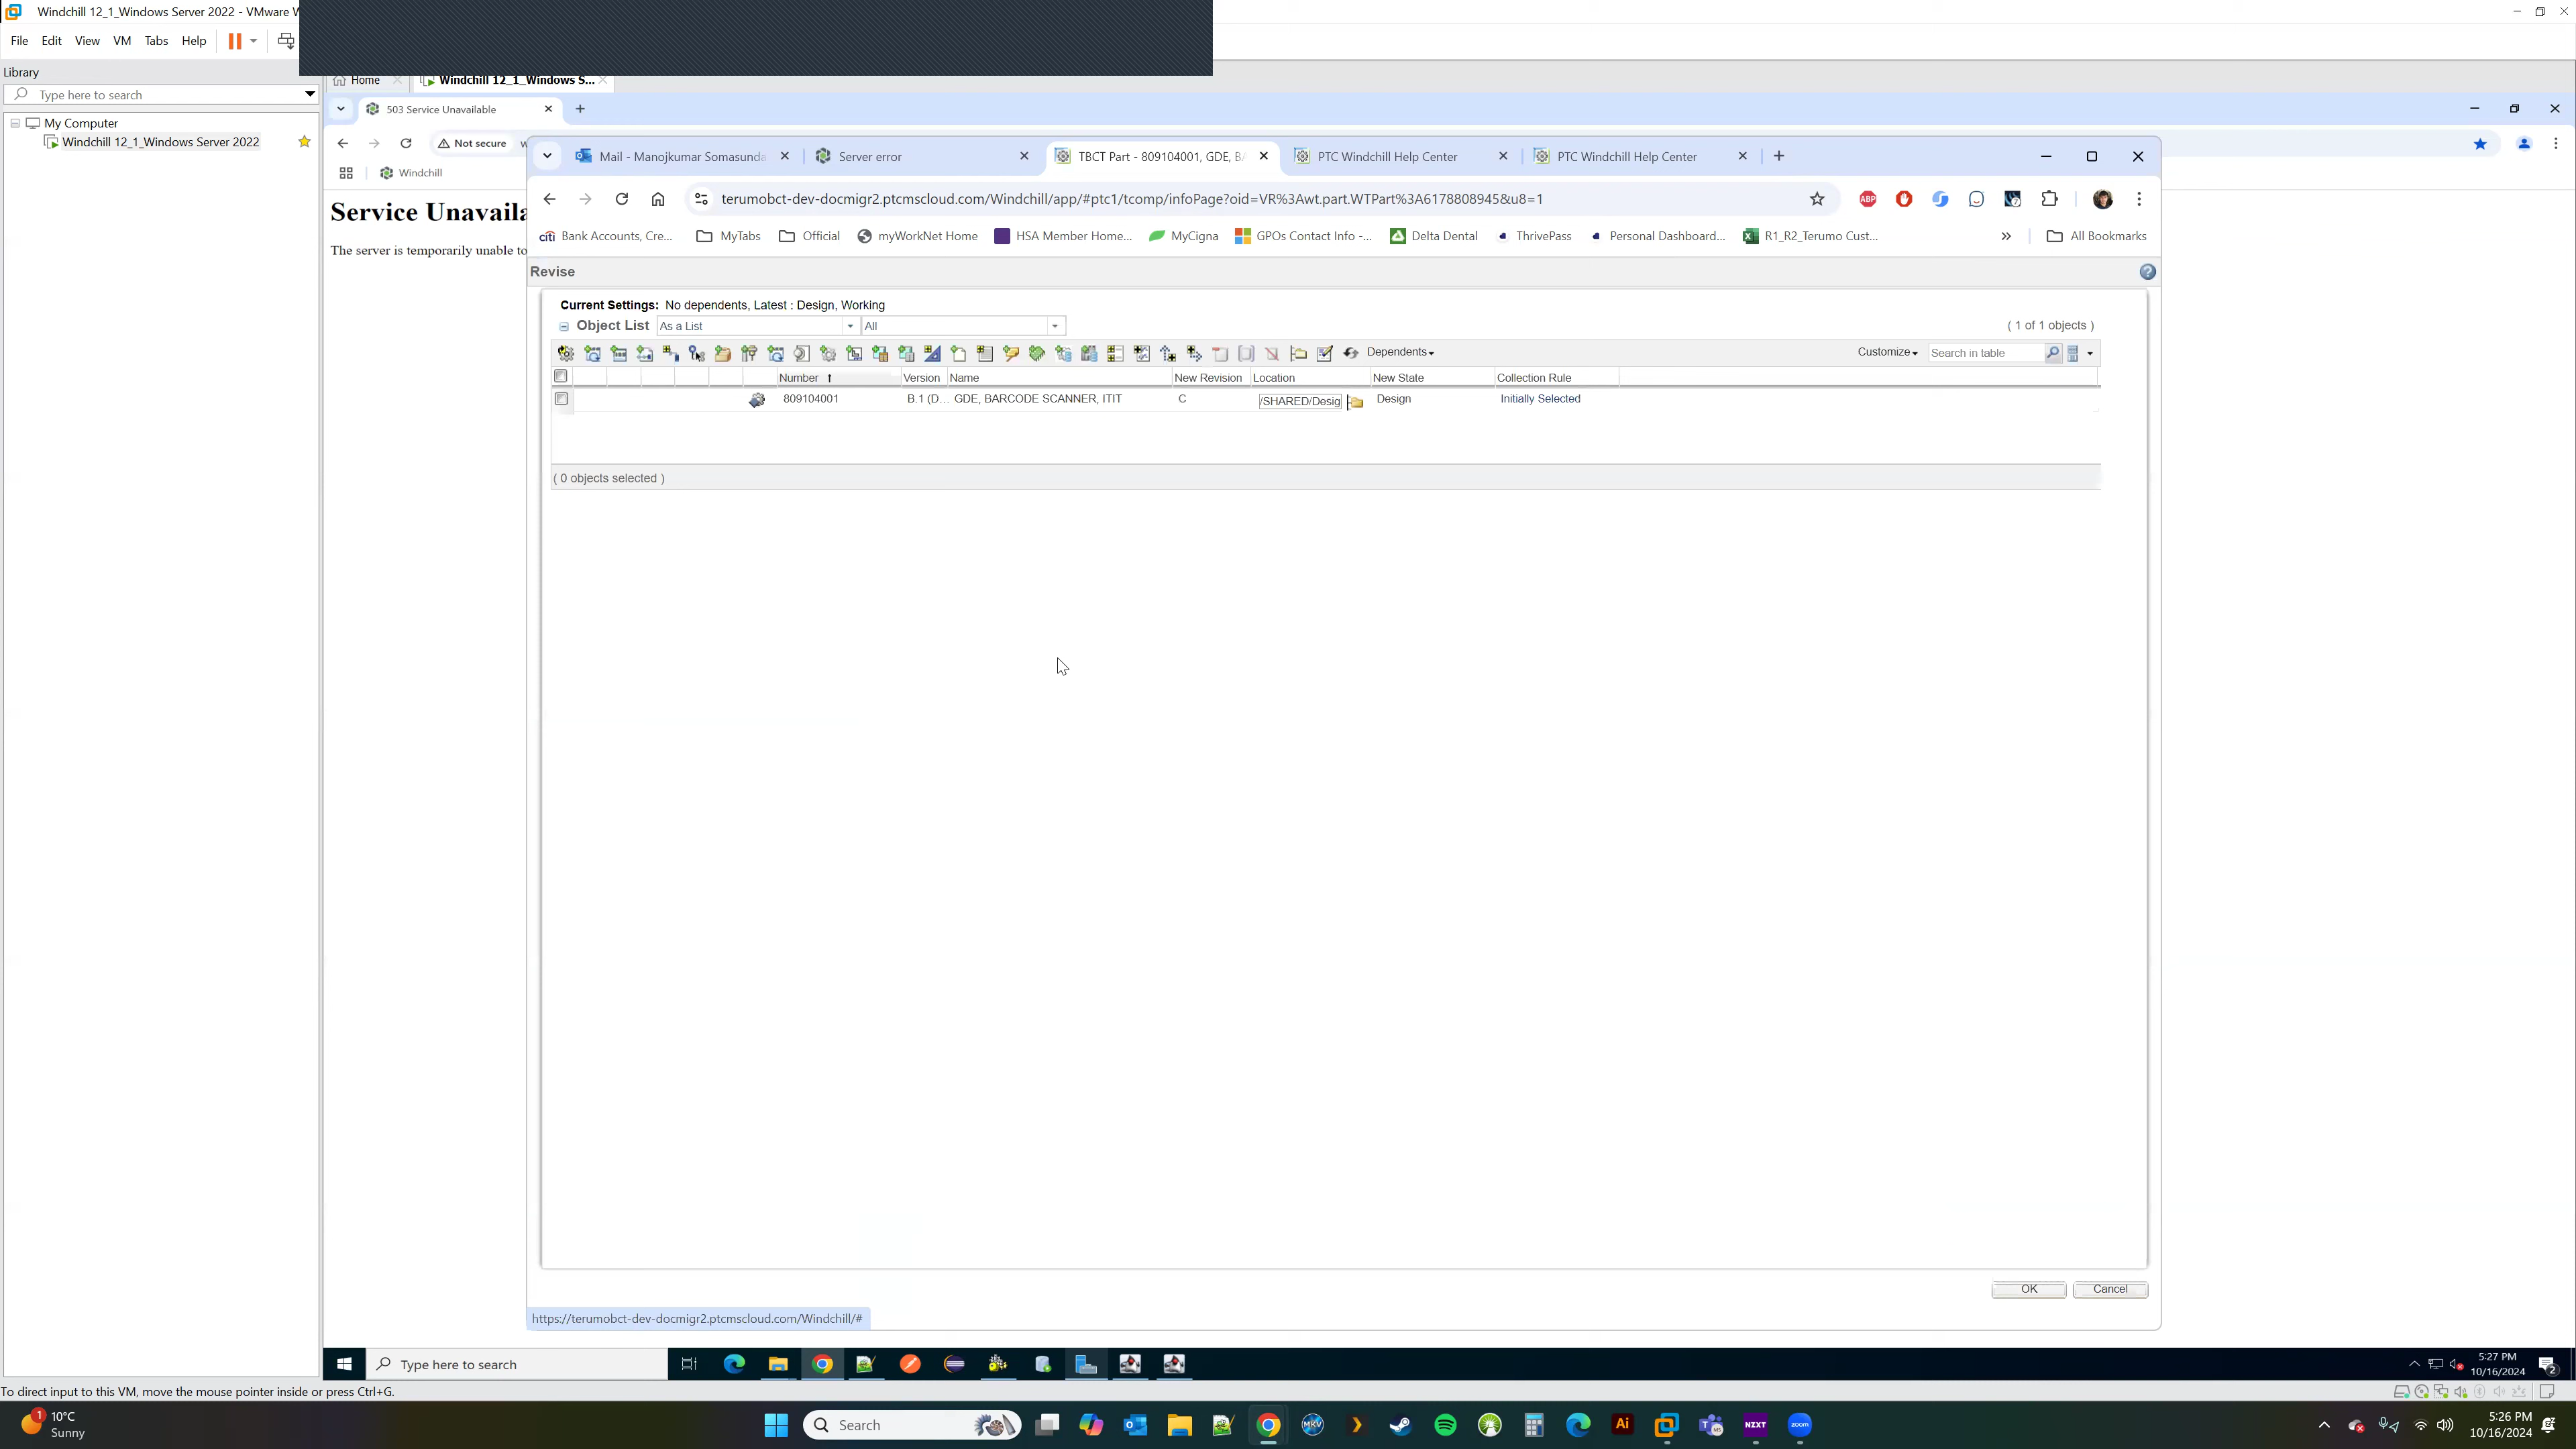 Windchill 12_1_Windows Server 2022 - VMware W
File Edit View VM Tabs Help
Library
Type here to search
My Computer
Windchill 12_1_Windows Server 2022
Home
Windchill 12_1_Windows S...
503 Service Unavailable
Not secure
Windchill
Service Unavaila
The server is temporarily unable to
Mail - Manojkumar Somasunda
Server error
TBCT Part - 809104001, GDE, BA
PTC Windchill Help Center
PTC Windchill Help Center
terumobct-dev-docmigr2.ptcmscloud.com/Windchill/app/#ptc1/tcomp/infoPage?oid=VR%3Awt.part.WTPart%3A6178808945&u8=1
ABP
citi Bank Accounts, Cre... MyTabs Official myWorkNet Home HSA Member Home... MyCigna GPOs Contact Info -... Delta Dental ThrivePass Personal Dashboard... R1_R2_Terumo Cust... » All Bookmarks
Revise
Current Settings: No dependents, Latest : Design, Working
Object List As a List All ( 1 of 1 objects )
Dependents Customize Search in table
Number Version Name New Revision Location New State Collection Rule
809104001 B.1 (D... GDE, BARCODE SCANNER, ITIT C /SHARED/Desig Design Initially Selected
( 0 objects selected )
OK Cancel
https://terumobct-dev-docmigr2.ptcmscloud.com/Windchill/#
Type here to search
5:27 PM
10/16/2024
2
To direct input to this VM, move the mouse pointer inside or press Ctrl+G.
1
10°C
Sunny
Search
MKV
Ai
NZXT
zoom
5:26 PM
10/16/2024